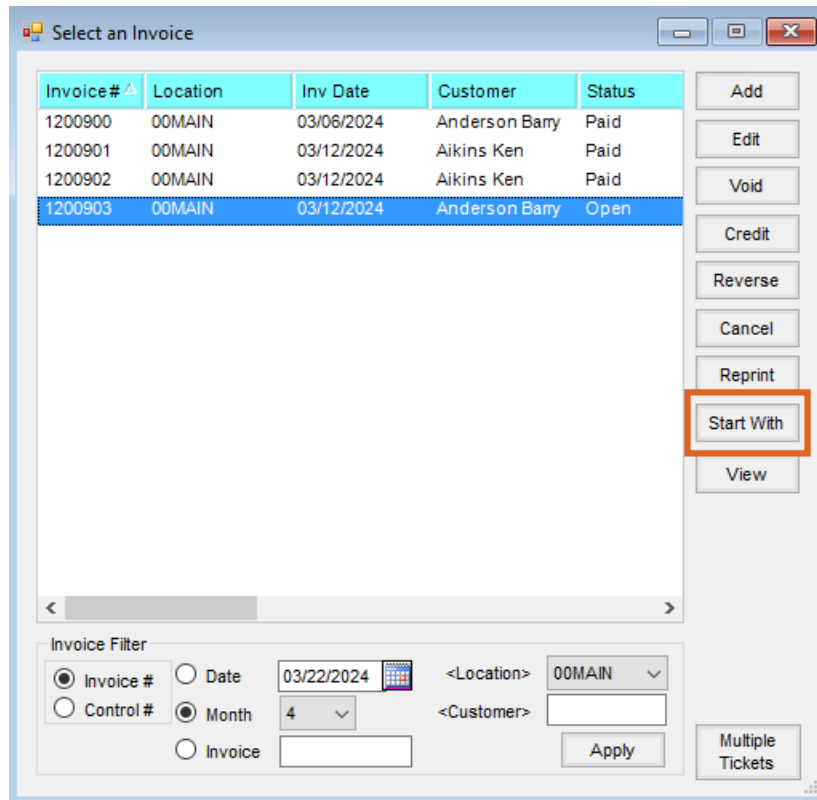 Select an Invoice
Invoice# Location Inv Date Customer Status
1200900 00MAIN 03/06/2024 Anderson Barry Paid
1200901 00MAIN 03/12/2024 Aikins Ken Paid
1200902 00MAIN 03/12/2024 Aikins Ken Paid
1200903 00MAIN 03/12/2024 Anderson Barry Open
Add
Edit
Void
Credit
Reverse
Cancel
Reprint
Start With
View
Invoice Filter
Invoice # Date 03/22/2024 <Location> 00MAIN
Control # Month 4 <Customer>
Invoice Apply
Multiple
Tickets